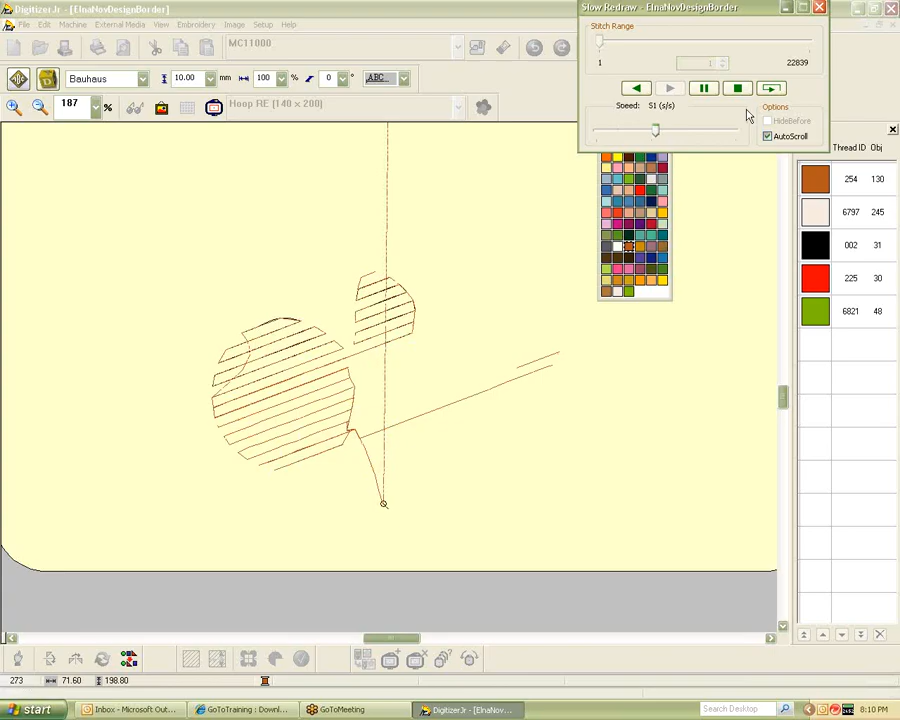 DigitizerJr - [ElnaNovDesignBorder]
File Edit Machine External Media View Embroidery Image Setup Help
MC11000
Bauhaus 10.00 mm 100 % 0 ° ABC
187 % Hoop RE (140 x 200)
Slow Redraw - ElnaNovDesignBorder
Stitch Range
1 1 22839
Speed: S1 (s/s) Options
HideBefore
AutoScroll
Thread ID Obj
254 130
6797 245
002 31
225 30
6821 48
273 71.60 198.80
start Inbox - Microsoft Out... GoToTraining : Downl... GoToMeeting DigitizerJr - [ElnaNov... Search Desktop 8:10 PM